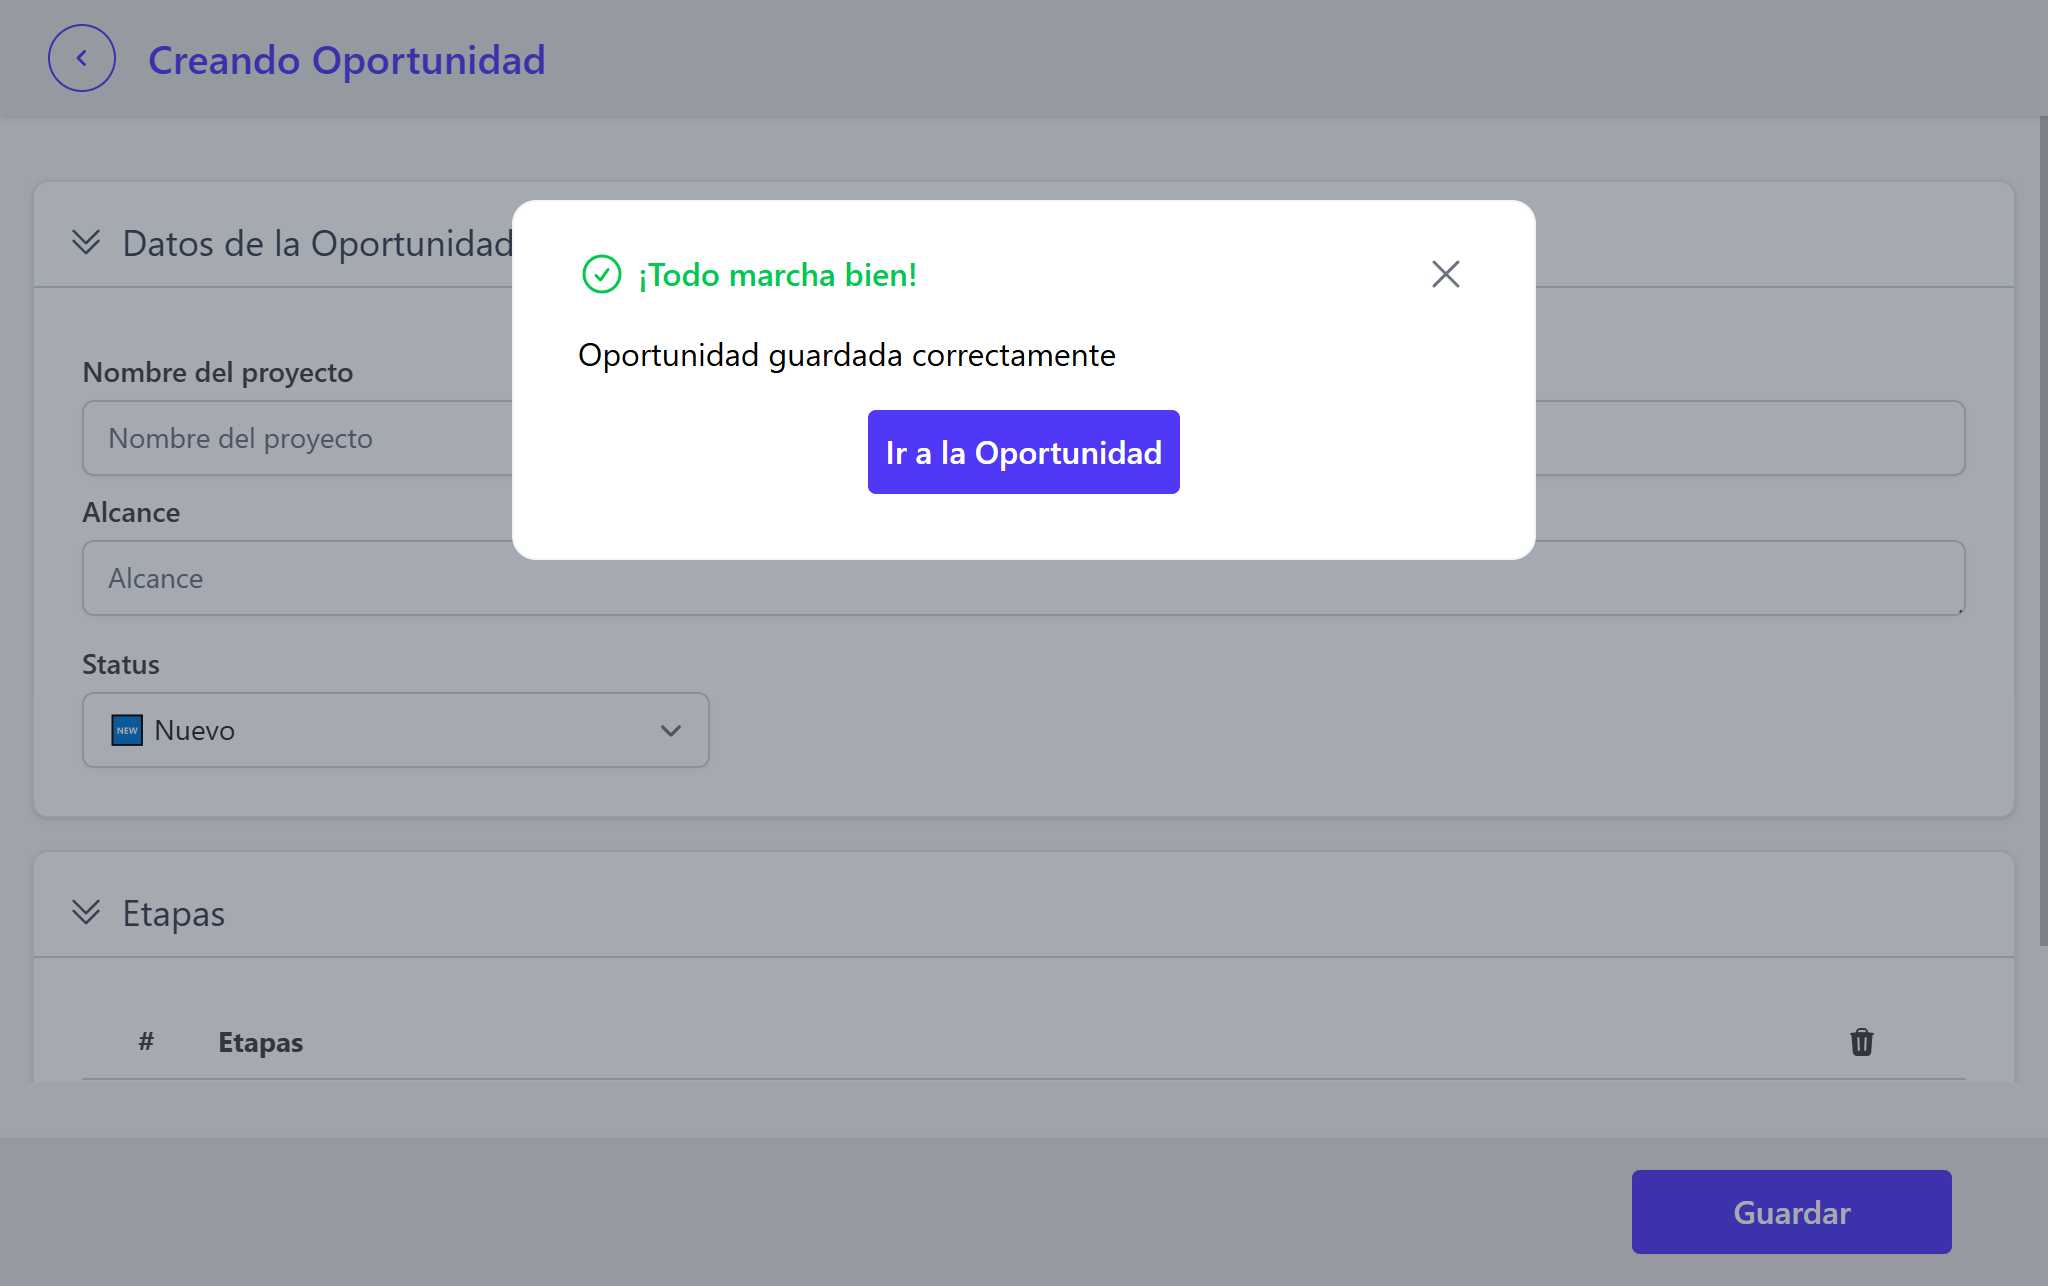 Creando Oportunidad
Datos de la Oportunidad
¡Todo marcha bien!
Oportunidad guardada correctamente
Ir a la Oportunidad
Nombre del proyecto
Nombre del proyecto
Alcance
Alcance
Status
NEW Nuevo
Etapas
# Etapas
Guardar